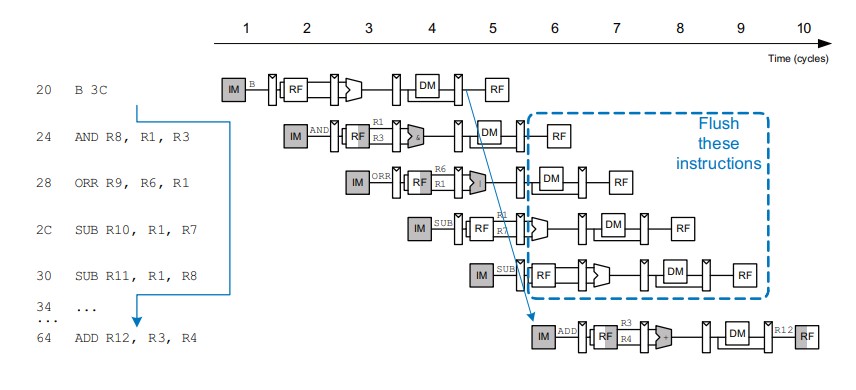 1 2 3 4 5 6 7 8 9 10
Time (cycles)
20 B 3C IM B RF DM RF
24 AND R8, R1, R3 IM AND RF R1 R3 & DM RF
28 ORR R9, R6, R1 IM ORR RF R6 R1 | DM RF
2C SUB R10, R1, R7 IM SUB RF R1 R7 DM RF
30 SUB R11, R1, R8 IM SUB RF DM RF
34 ...
...
64 ADD R12, R3, R4 IM ADD RF R3 R4 + DM R12 RF
Flush
these
instructions